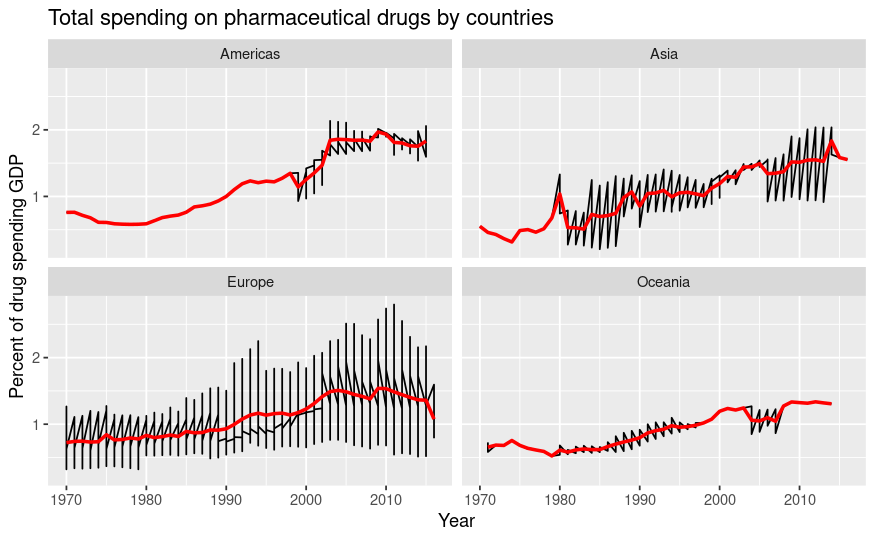 Total spending on pharmaceutical drugs by countries
Americas
Asia
2
1
Europe
Oceania
2
1
Percent of drug spending GDP
1970
1980
1990
2000
2010
1970
1980
1990
2000
2010
Year